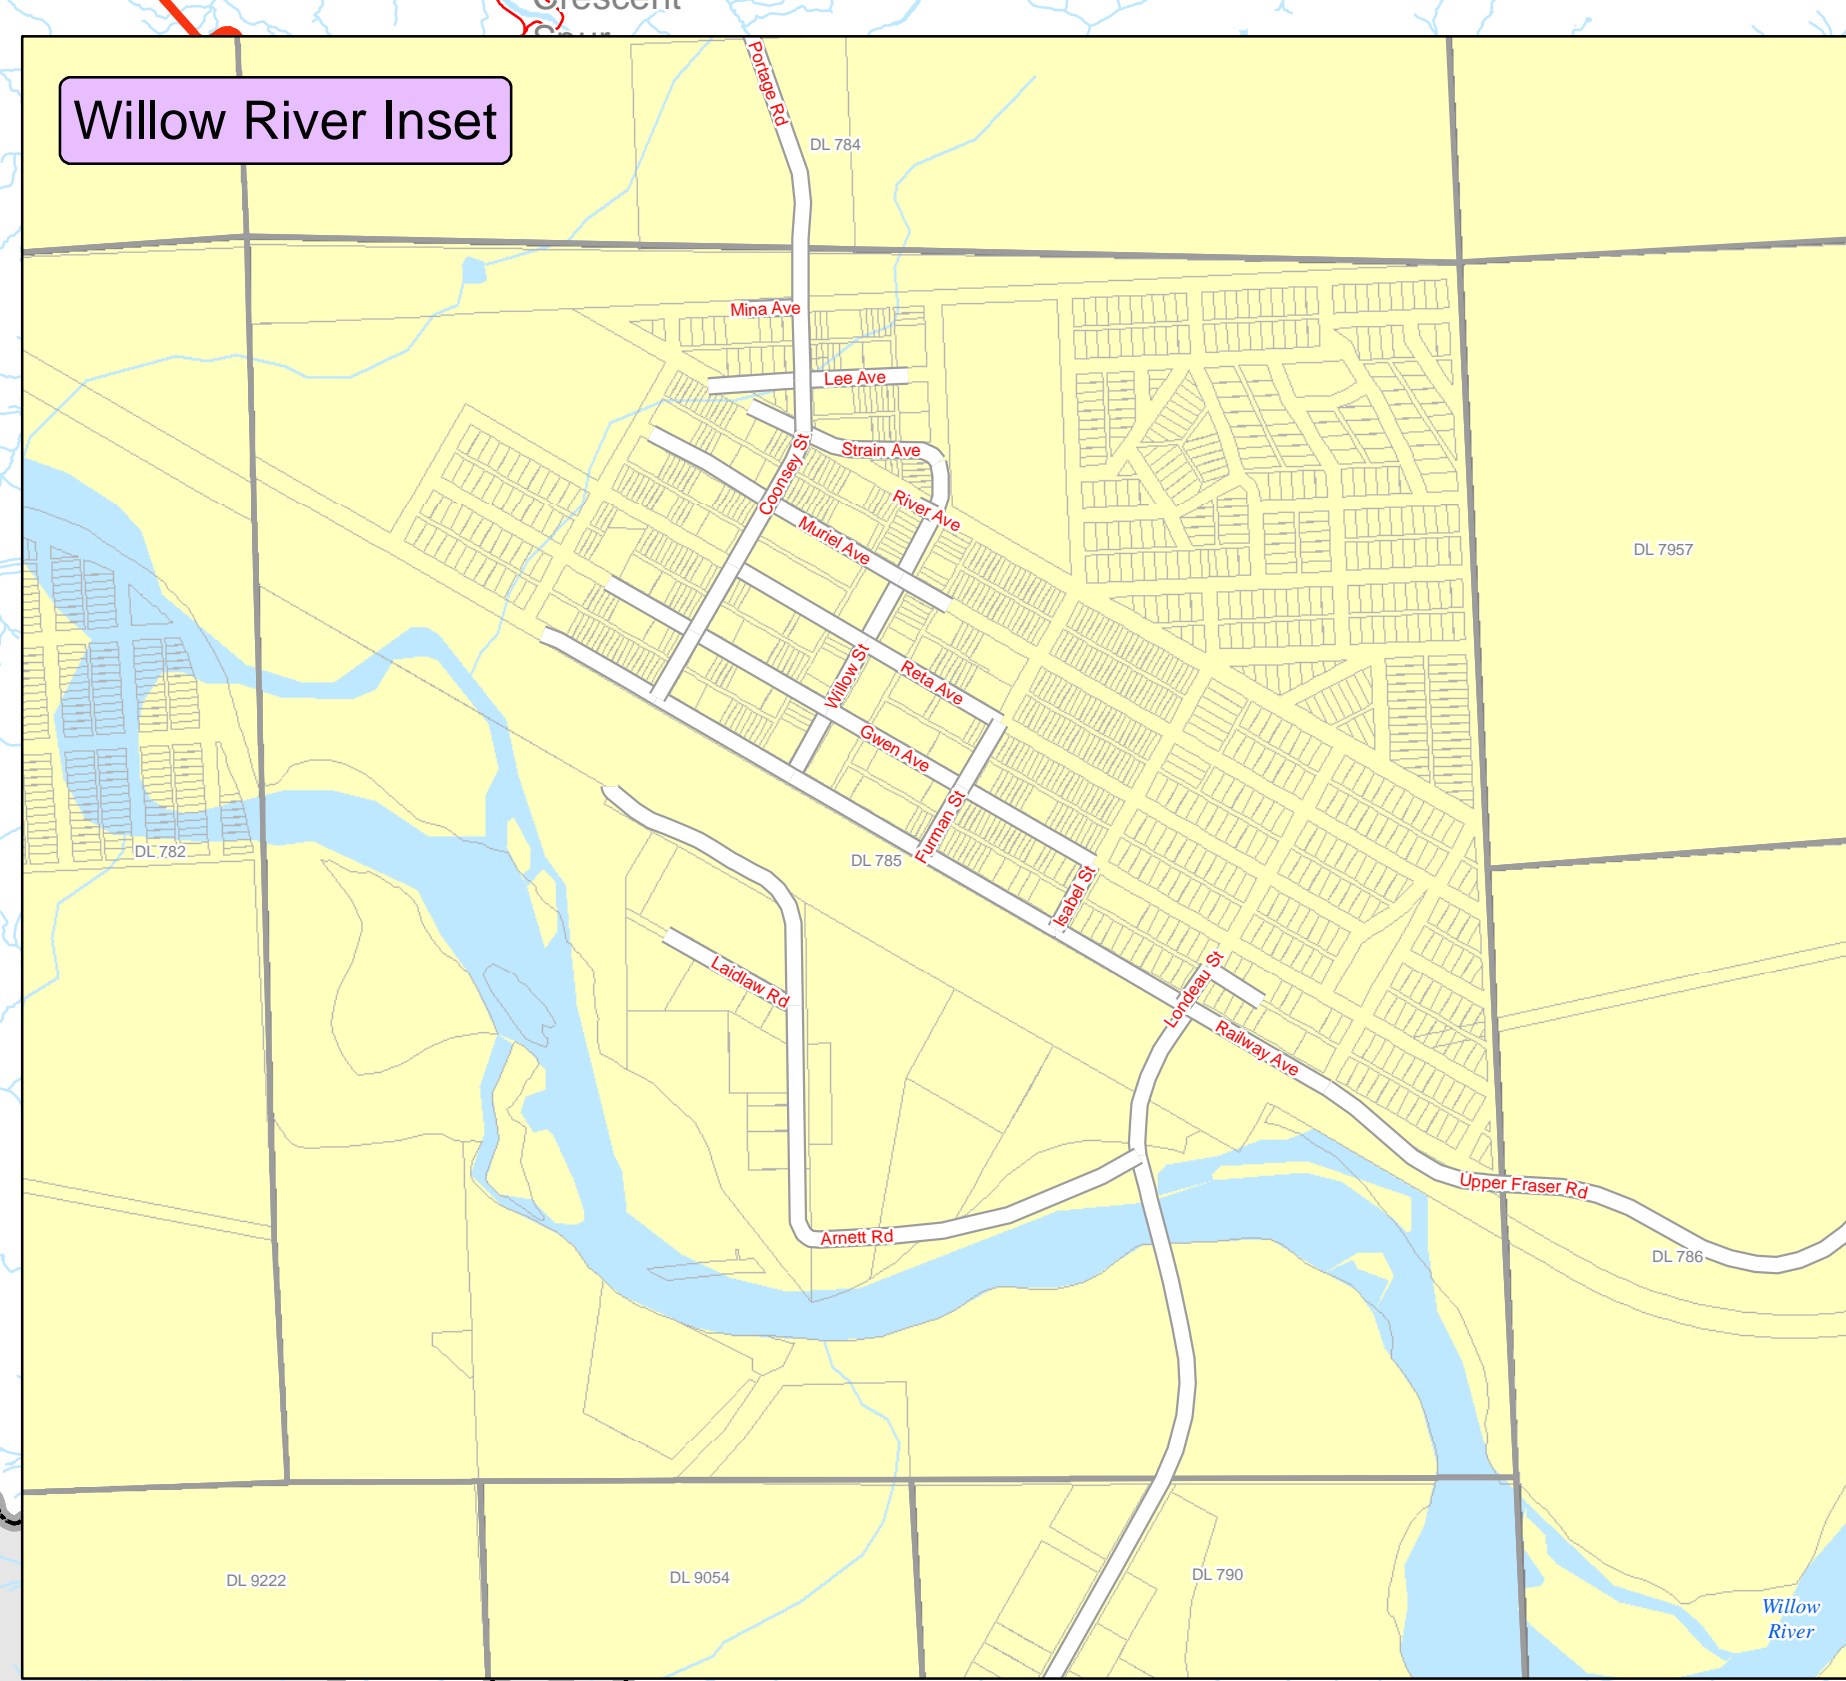 Crescent
Spur
Willow River Inset
Portage Rd
DL 784
Mina Ave
Lee Ave
Strain Ave
Coonsey St
River Ave
Muriel Ave
DL 7957
Willow St
Reta Ave
Gwen Ave
Furman St
DL 782
DL 785
Isabel St
Laidlaw Rd
Londeau St
Railway Ave
Upper Fraser Rd
Arnett Rd
DL 786
DL 9222
DL 9054
DL 790
Willow
River